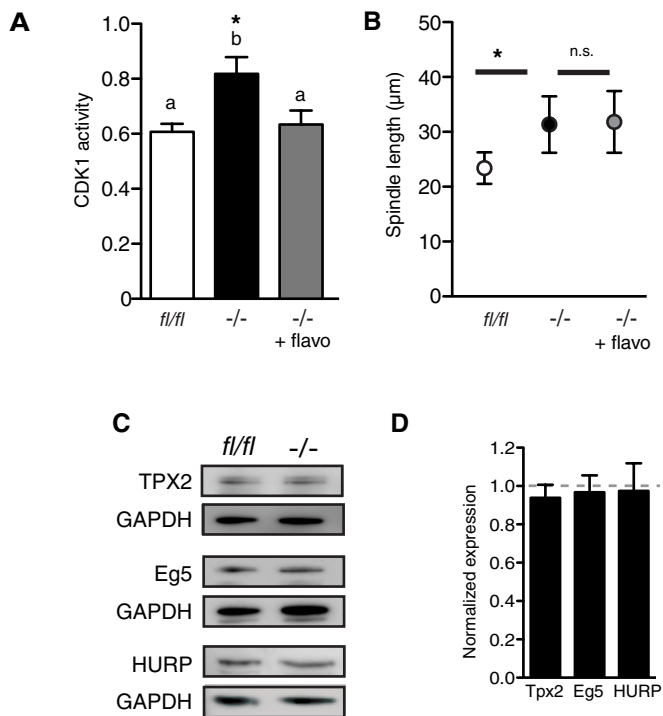 A
CDK1 activity
1.0
0.8
0.6
0.4
0.2
0
a
*
b
a
fl/fl
-/-
-/-
+ flavo
B
Spindle length (µm)
50
40
30
20
10
0
*
n.s.
fl/fl
-/-
-/-
+ flavo
C
fl/fl -/-
TPX2
GAPDH
Eg5
GAPDH
HURP
GAPDH
D
Normalized expression
1.2
1.0
0.8
0.6
0.4
0.2
0.0
Tpx2 Eg5 HURP